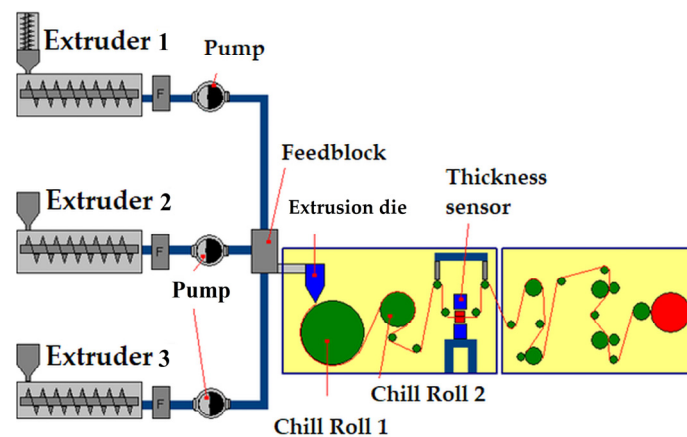 Extruder 1
Pump
F
Feedblock
Thickness
sensor
Extruder 2
Extrusion die
F
Pump
Extruder 3
F
Chill Roll 2
Chill Roll 1